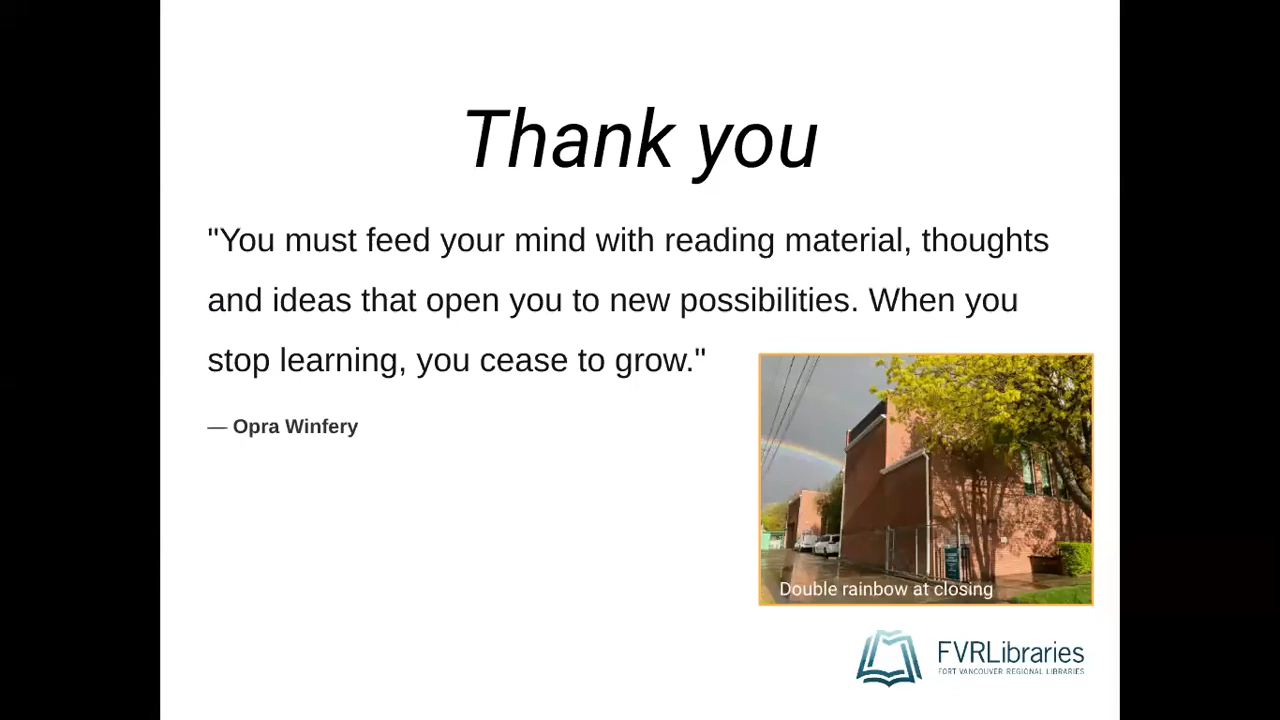 Thank you
"You must feed your mind with reading material, thoughts
and ideas that open you to new possibilities. When you
stop learning, you cease to grow."
— Opra Winfery
Double rainbow at closing
FVRLibraries
FORT VANCOUVER REGIONAL LIBRARIES